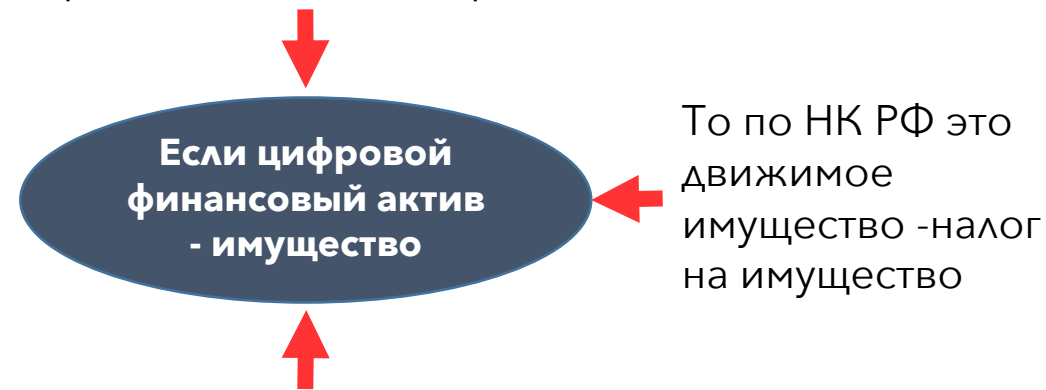 Если цифровой
финансовый актив
- имущество
То по НК РФ это
движимое
имущество -налог
на имущество